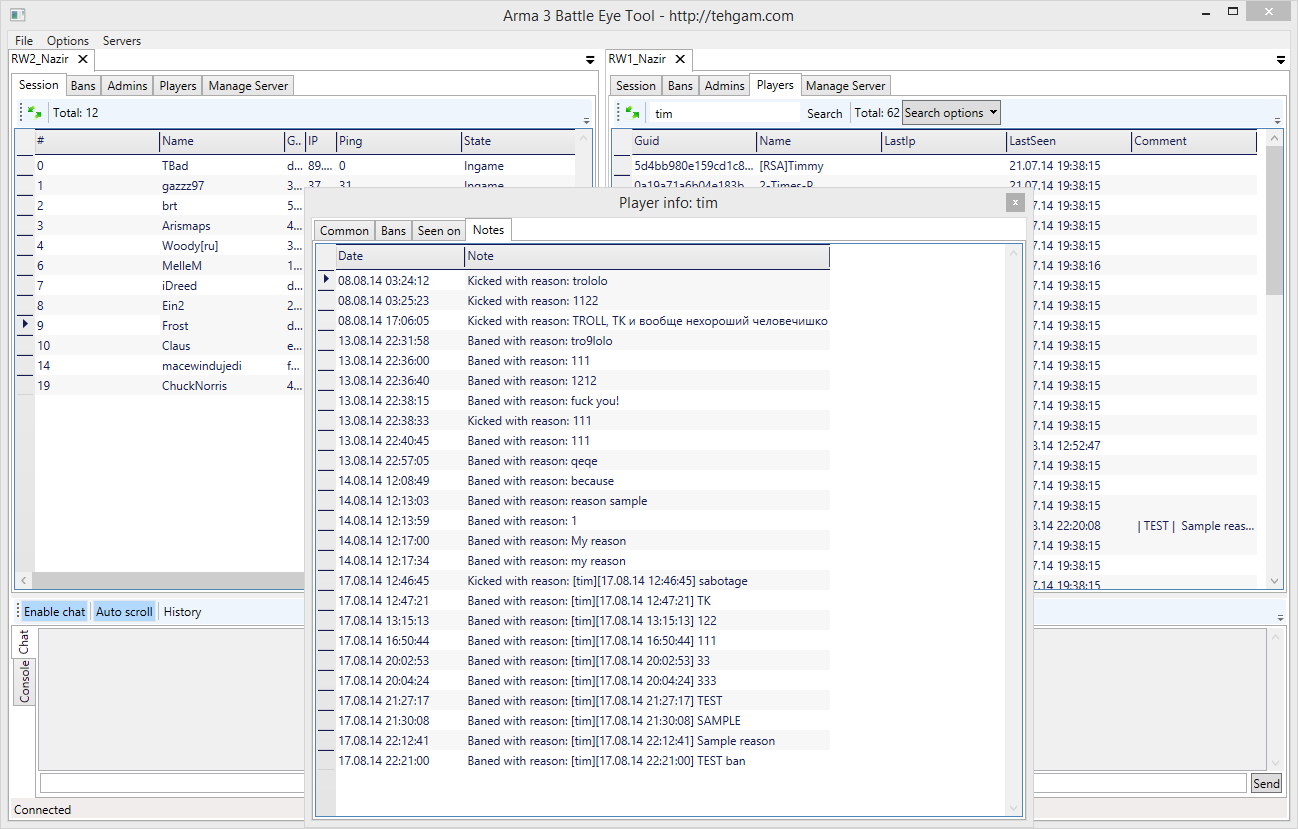 Arma 3 Battle Eye Tool - http://tehgam.com
File Options Servers
RW2_Nazir
Session Bans Admins Players Manage Server
Total: 12
# Name G.. IP Ping State
0 TBad d... 89.... 0 Ingame
1 gazzz97 3... 37 31 Ingame
2 brt 5...
3 Arismaps 4...
4 Woody[ru] 3...
6 MelleM 1...
7 iDreed d...
8 Ein2 2...
9 Frost d...
10 Claus e...
14 macewindujedi f...
19 ChuckNorris 4...
RW1_Nazir
Session Bans Admins Players Manage Server
tim Search Total: 62 Search options
Guid Name LastIp LastSeen Comment
5d4bb980e159cd1c8... [RSA]Timmy 21.07.14 19:38:15
0a19a71a6b04e183b... 2-Times-R 21.07.14 19:38:15
7.14 19:38:15
7.14 19:38:15
7.14 19:38:15
7.14 19:38:16
7.14 19:38:15
7.14 19:38:15
7.14 19:38:15
7.14 19:38:15
7.14 19:38:15
7.14 19:38:15
7.14 19:38:15
7.14 19:38:15
8.14 12:52:47
7.14 19:38:15
7.14 19:38:15
7.14 19:38:15
8.14 22:20:08 | TEST | Sample reas...
7.14 19:38:15
7.14 19:38:15
7.14 19:38:15
Player info: tim
Common Bans Seen on Notes
Date Note
08.08.14 03:24:12 Kicked with reason: trololo
08.08.14 03:25:23 Kicked with reason: 1122
08.08.14 17:06:05 Kicked with reason: TROLL, TK и вообще нехороший человечишко
13.08.14 22:31:58 Baned with reason: tro9lolo
13.08.14 22:36:00 Baned with reason: 111
13.08.14 22:36:40 Baned with reason: 1212
13.08.14 22:38:15 Baned with reason: fuck you!
13.08.14 22:38:33 Kicked with reason: 111
13.08.14 22:40:45 Baned with reason: 111
13.08.14 22:57:05 Baned with reason: qeqe
14.08.14 12:08:49 Baned with reason: because
14.08.14 12:13:03 Baned with reason: reason sample
14.08.14 12:13:59 Baned with reason: 1
14.08.14 12:17:00 Baned with reason: My reason
14.08.14 12:17:34 Baned with reason: my reason
17.08.14 12:46:45 Kicked with reason: [tim][17.08.14 12:46:45] sabotage
17.08.14 12:47:21 Baned with reason: [tim][17.08.14 12:47:21] TK
17.08.14 13:15:13 Baned with reason: [tim][17.08.14 13:15:13] 122
17.08.14 16:50:44 Baned with reason: [tim][17.08.14 16:50:44] 111
17.08.14 20:02:53 Baned with reason: [tim][17.08.14 20:02:53] 33
17.08.14 20:04:24 Baned with reason: [tim][17.08.14 20:04:24] 333
17.08.14 21:27:17 Baned with reason: [tim][17.08.14 21:27:17] TEST
17.08.14 21:30:08 Baned with reason: [tim][17.08.14 21:30:08] SAMPLE
17.08.14 22:12:41 Baned with reason: [tim][17.08.14 22:12:41] Sample reason
17.08.14 22:21:00 Baned with reason: [tim][17.08.14 22:21:00] TEST ban
Enable chat Auto scroll History
Chat
Console
Send
Connected